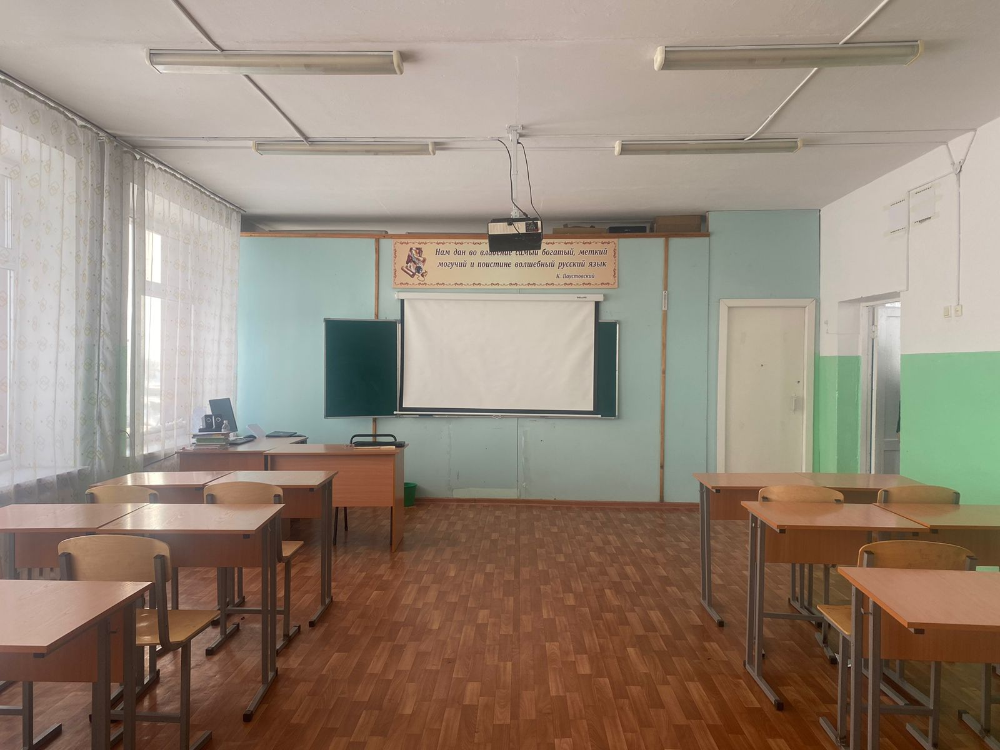 Нам дан во владение самый богатый, меткий
могучий и поистине волшебный русский язык
К. Паустовский